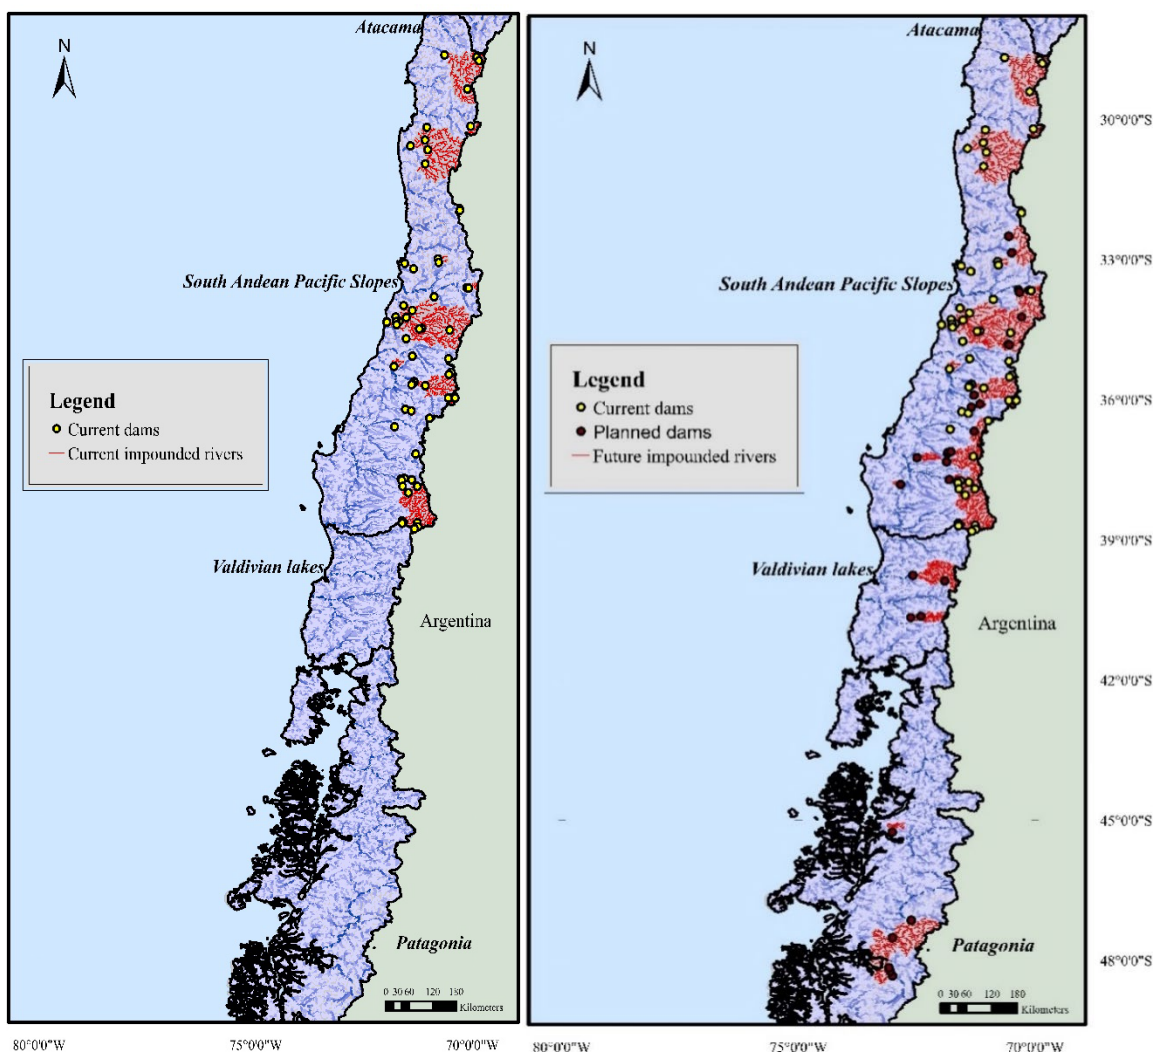 Atacama
N
South Andean Pacific Slopes
Legend
Current dams
Current impounded rivers
Valdivian lakes
Argentina
Patagonia
0 30 60 120 180
Kilometers
80°0'0"W 75°0'0"W 70°0'0"W
Atacama
N
30°0'0"S
33°0'0"S
South Andean Pacific Slopes
Legend
Current dams
Planned dams
Future impounded rivers
36°0'0"S
39°0'0"S
Valdivian lakes
Argentina
42°0'0"S
45°0'0"S
Patagonia
48°0'0"S
0 30 60 120 180
Kilometers
80°0'0"W 75°0'0"W 70°0'0"W